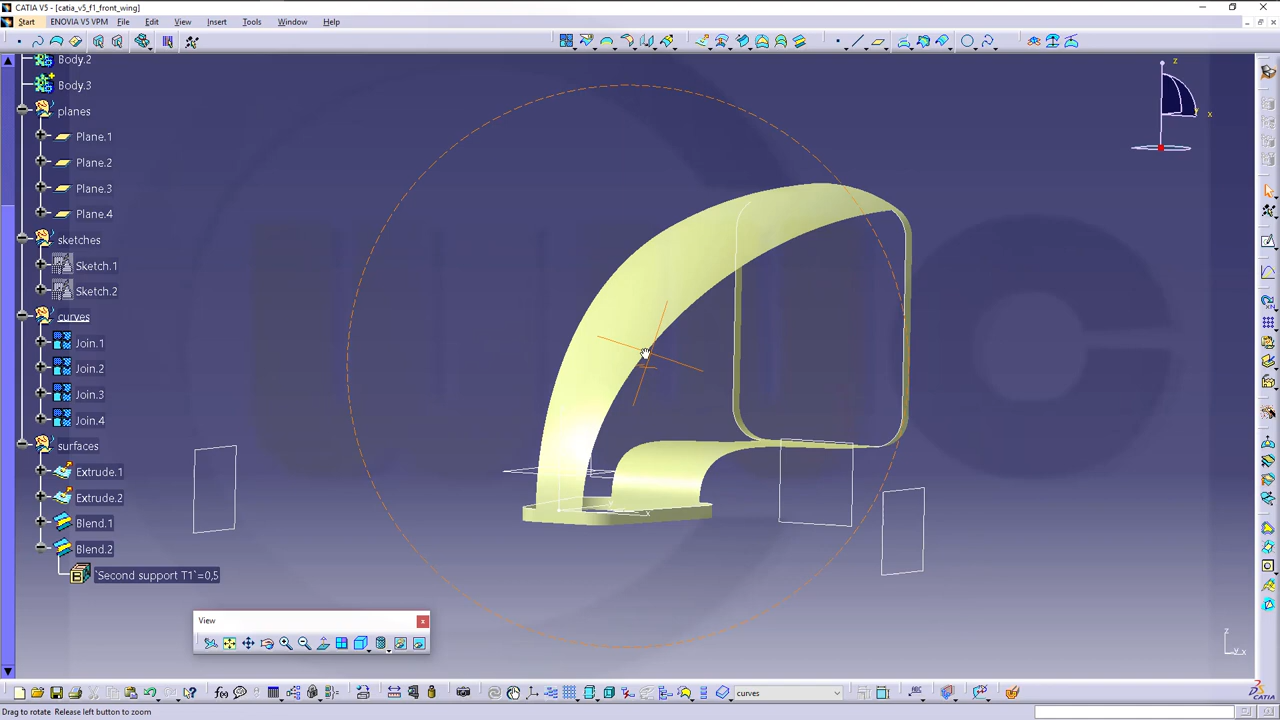 CATIA V5 - [catia_v5_f1_front_wing]
Start ENOVIA V5 VPM File Edit View Insert Tools Window Help
Body.2
Body.3
planes
Plane.1
Plane.2
Plane.3
Plane.4
sketches
Sketch.1
Sketch.2
curves
Join.1
Join.2
Join.3
Join.4
surfaces
Extrude.1
Extrude.2
Blend.1
Blend.2
`Second support T1`=0,5
z
x
View
z
y x
f(x)
curves
ABC
CATIA
Drag to rotate. Release left button to zoom